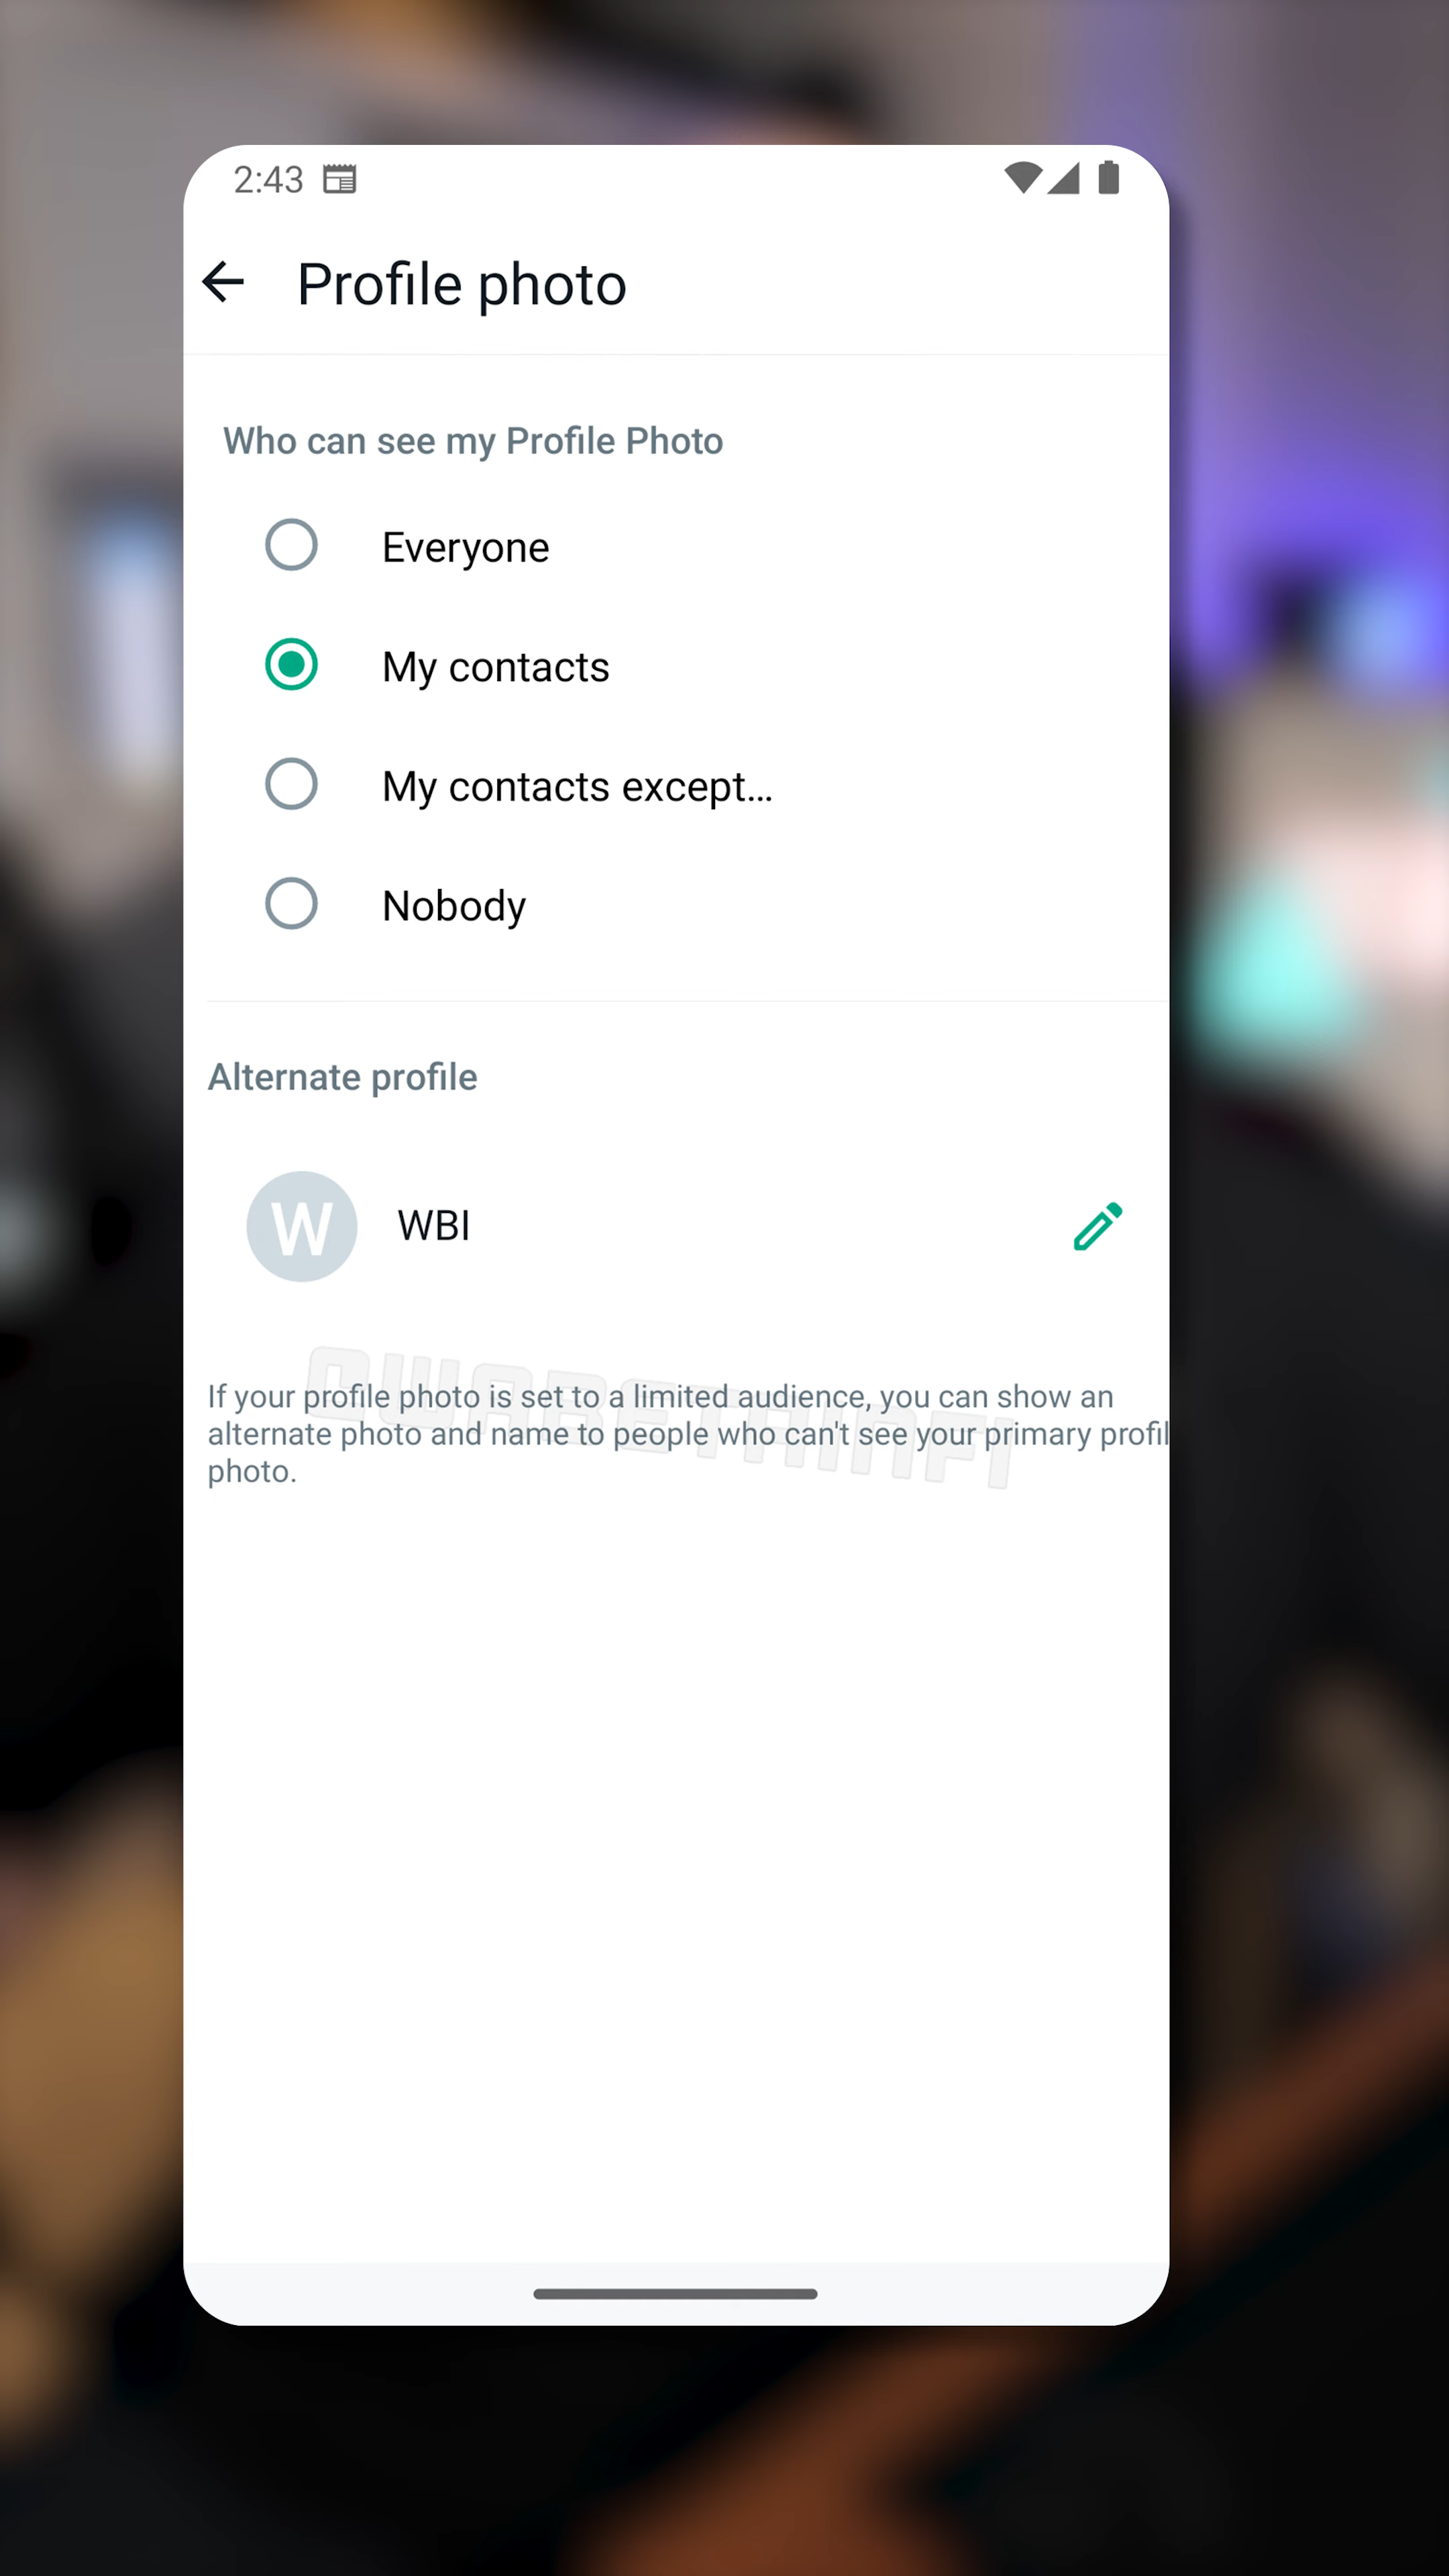 2:43
Profile photo
Who can see my Profile Photo
Everyone
My contacts
My contacts except...
Nobody
Alternate profile
W
WBI
@WABETAINFO
If your profile photo is set to a limited audience, you can show an
alternate photo and name to people who can't see your primary profil
photo.